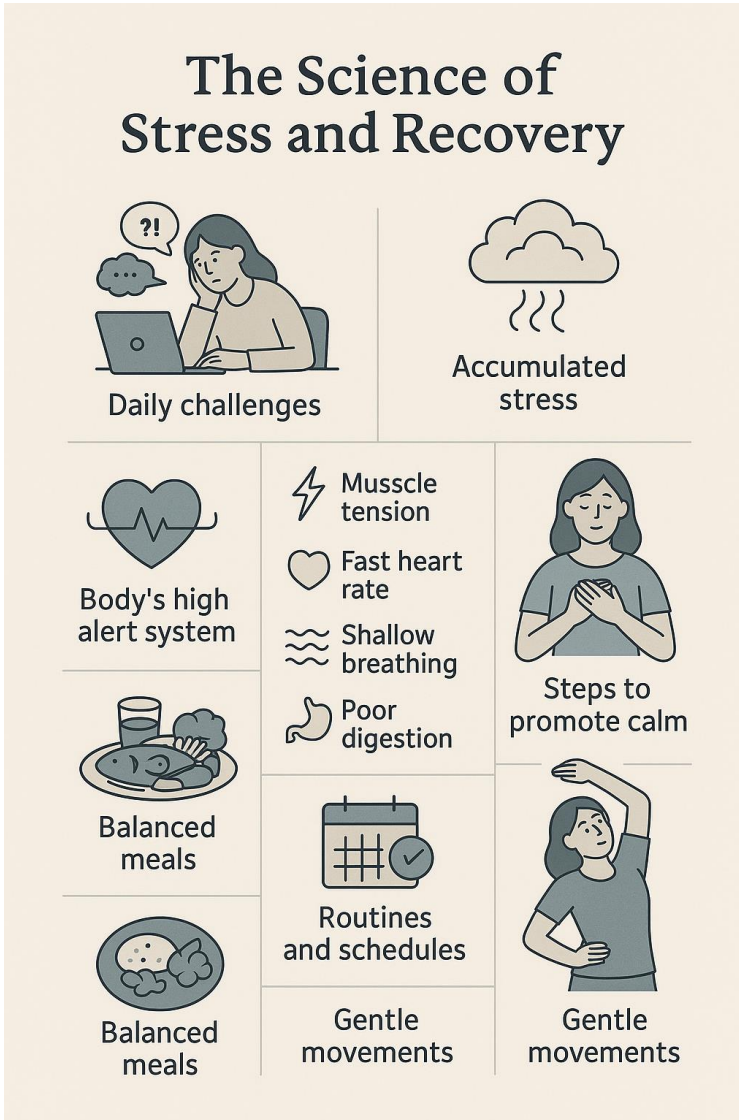 The Science of
Stress and Recovery
?!
Daily challenges
Accumulated
stress
Body's high
alert system
Musscle
tension
Fast heart
rate
Shallow
breathing
Poor
digestion
Steps to
promote calm
Balanced
meals
Routines
and schedules
Balanced
meals
Gentle
movements
Gentle
movements